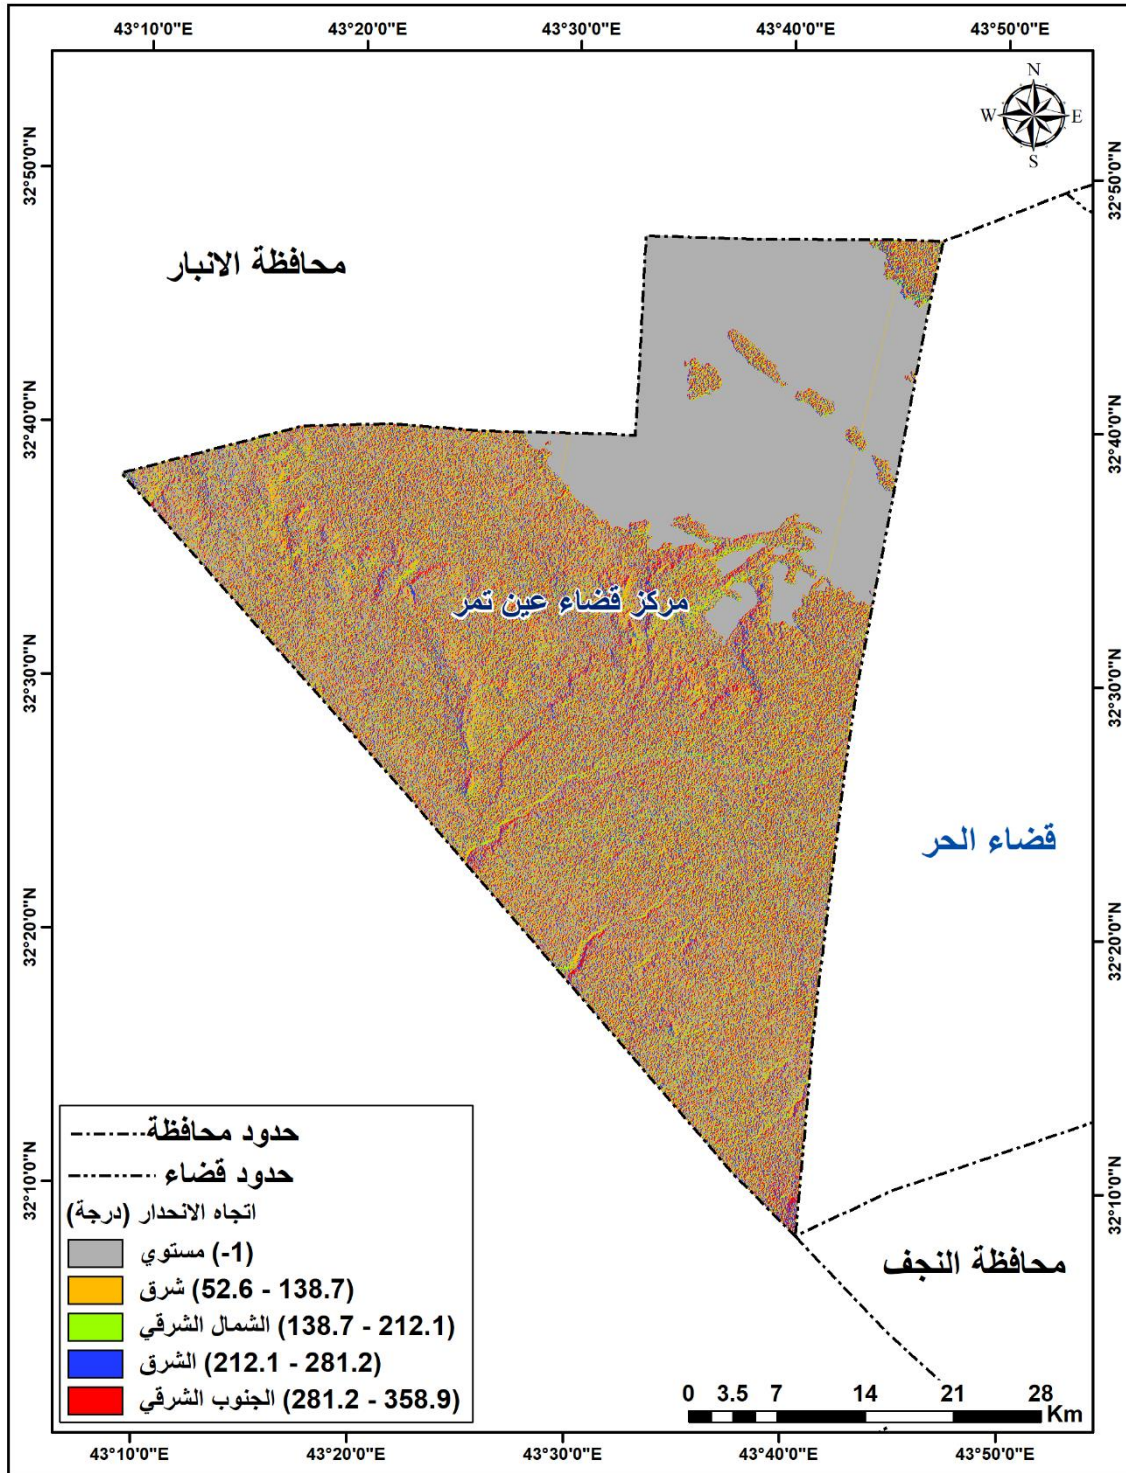 43°10'0"E 43°20'0"E 43°30'0"E 43°40'0"E 43°50'0"E
N
W E
S
32°50'0"N
32°50'0"N
محافظة الانبار
32°40'0"N
32°40'0"N
مركز قضاء عين تمر
32°30'0"N
32°30'0"N
قضاء الحر
32°20'0"N
32°20'0"N
حدود محافظة
حدود قضاء
اتجاه الانحدار (درجة)
مستوي (-1)
شرق (52.6 - 138.7)
الشمال الشرقي (138.7 - 212.1)
الشرق (212.1 - 281.2)
الجنوب الشرقي (281.2 - 358.9)
32°10'0"N
32°10'0"N
محافظة النجف
0 3.5 7 14 21 28
Km
43°10'0"E 43°20'0"E 43°30'0"E 43°40'0"E 43°50'0"E